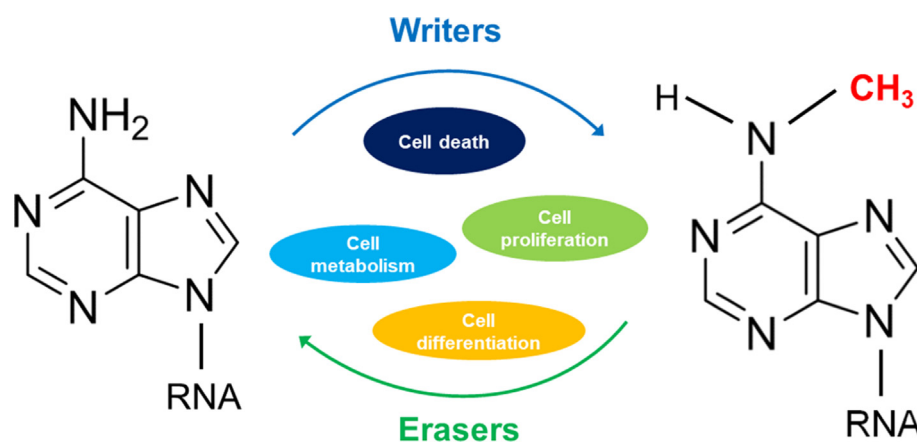 Writers
NH2
H
CH3
N
Cell death
N
N
Cell
proliferation
N
N
Cell
metabolism
N
N
N
N
Cell
differentiation
RNA
RNA
Erasers